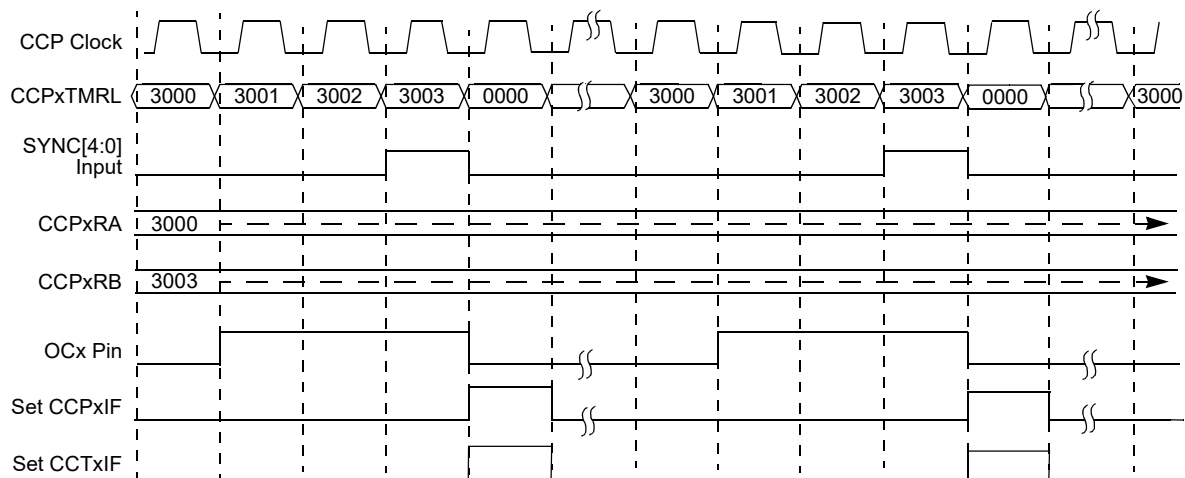 CCP Clock
CCPxTMRL 3000 3001 3002 3003 0000 3000 3001 3002 3003 0000 3000
SYNC[4:0]
Input
CCPxRA 3000
CCPxRB 3003
OCx Pin
Set CCPxIF
Set CCTxIF